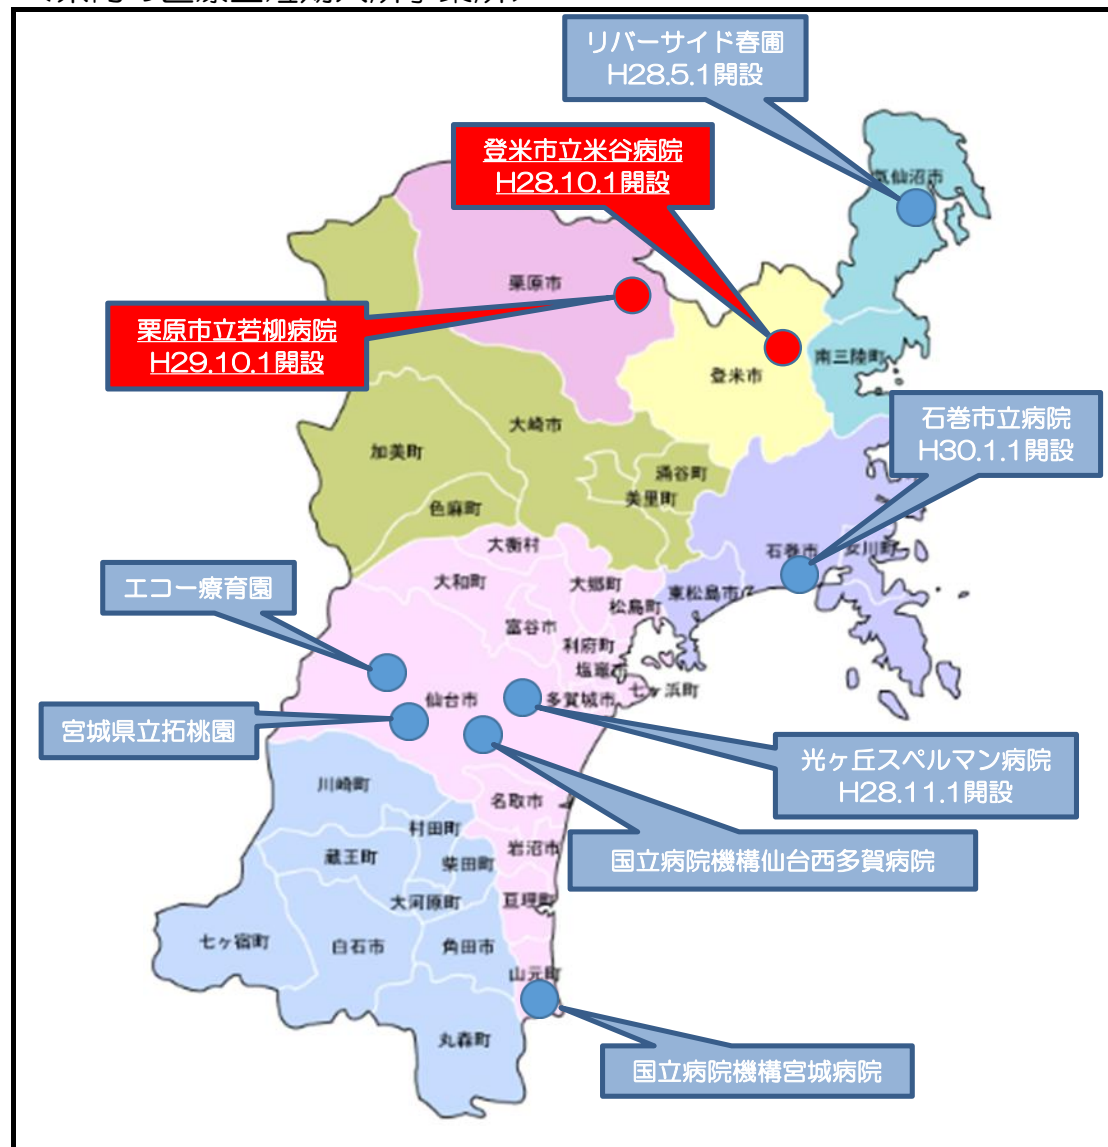 リバーサイド春圃
H28.5.1開設
登米市立米谷病院
H28.10.1開設
気仙沼市
栗原市
栗原市立若柳病院
H29.10.1開設
南三陸町
登米市
石巻市立病院
H30.1.1開設
大崎市
加美町
涌谷町
美里町
色麻町
大衡村
石巻市
女川町
エコー療育園
大和町
大郷町
東松島市
松島町
富谷市
利府町
塩竈市
仙台市
多賀城市
七ヶ浜町
宮城県立拓桃園
光ヶ丘スペルマン病院
H28.11.1開設
川崎町
名取市
村田町
岩沼市
蔵王町
柴田町
国立病院機構仙台西多賀病院
大河原町
亘理町
七ヶ宿町
白石市
角田市
山元町
丸森町
国立病院機構宮城病院